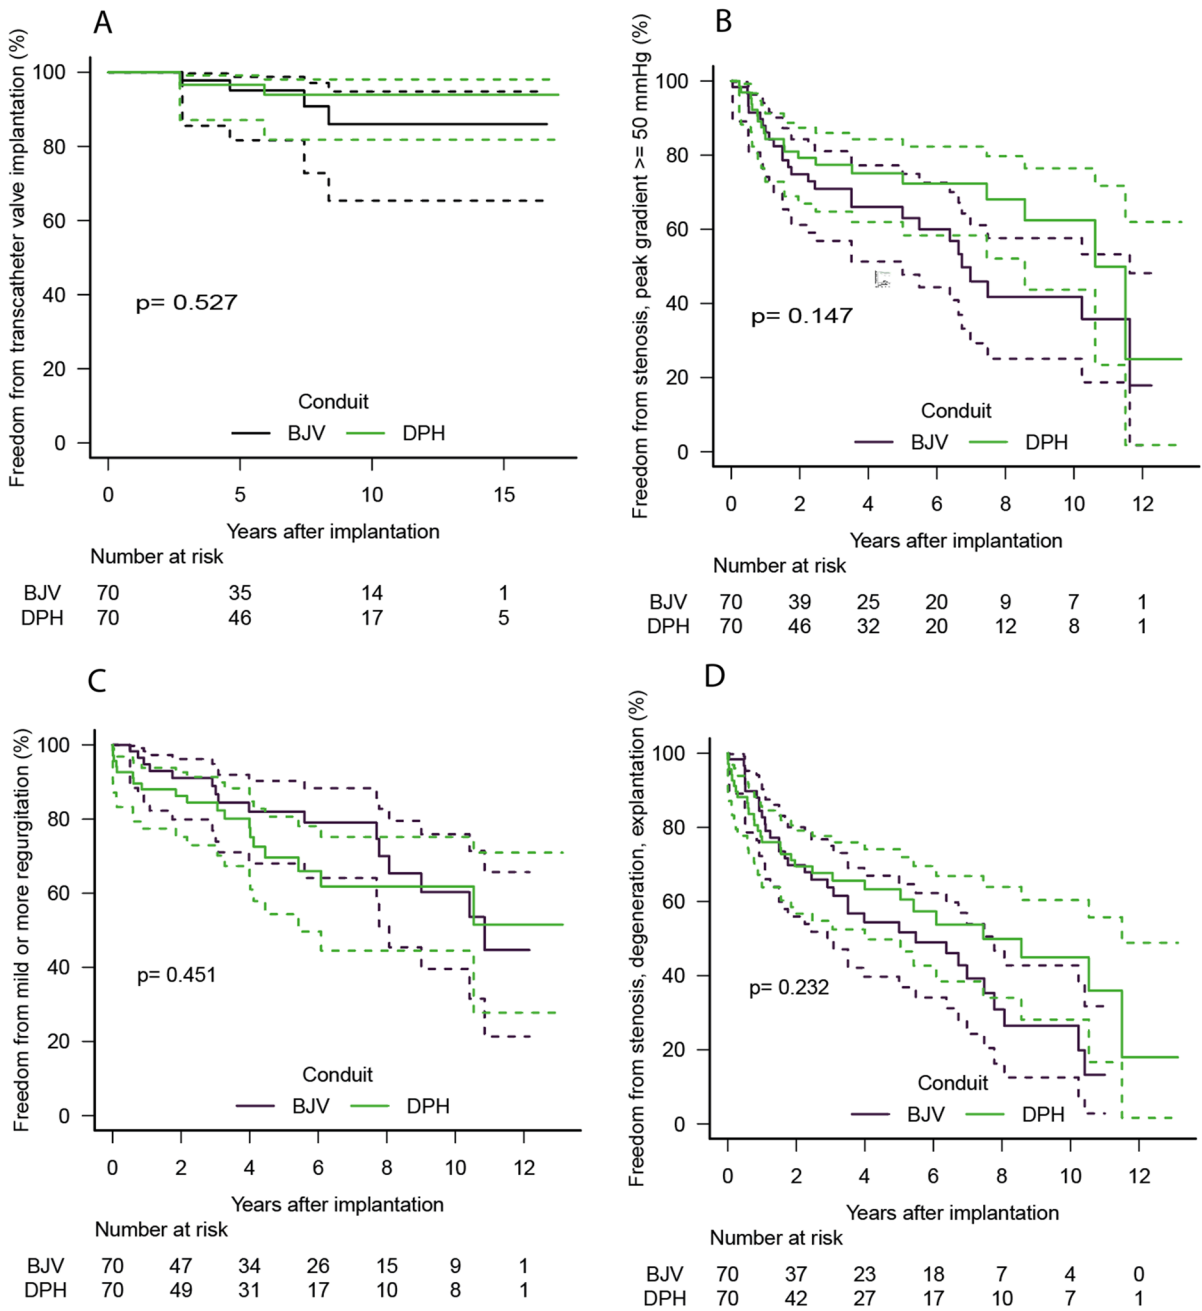 A
Freedom from transcatheter valve implantation (%)
100
80
60
40
20
0
p= 0.527
Conduit
BJV DPH
0 5 10 15
Years after implantation
Number at risk
BJV 70 35 14 1
DPH 70 46 17 5
B
Freedom from stenosis, peak gradient >= 50 mmHg (%)
100
80
60
40
20
0
p= 0.147
Conduit
BJV DPH
0 2 4 6 8 10 12
Years after implantation
Number at risk
BJV 70 39 25 20 9 7 1
DPH 70 46 32 20 12 8 1
C
Freedom from mild or more regurgitation (%)
100
80
60
40
20
0
p= 0.451
Conduit
BJV DPH
0 2 4 6 8 10 12
Years after implantation
Number at risk
BJV 70 47 34 26 15 9 1
DPH 70 49 31 17 10 8 1
D
Freedom from stenosis, degeneration, explantation (%)
100
80
60
40
20
0
p= 0.232
Conduit
BJV DPH
0 2 4 6 8 10 12
Years after implantation
Number at risk
BJV 70 37 23 18 7 4 0
DPH 70 42 27 17 10 7 1